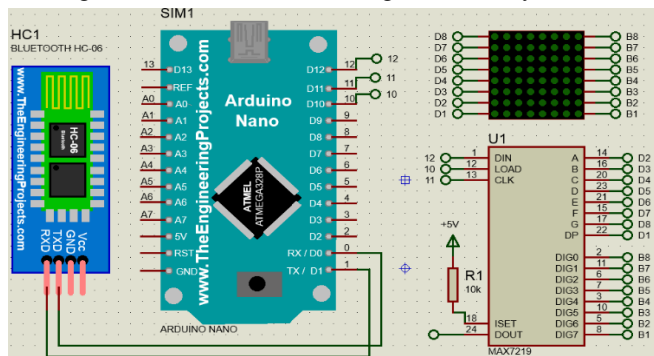 HC1
BLUETOOTH HC-06
www.TheEngineeringProjects.com
HC-06
Bluetooth
RXD
TXD
GND
Vcc
SIM1
www.TheEngineeringProjects.com
Arduino
Nano
ATMEL
ATMEGA328P
13 D13
REF
A0 A0
A1 A1
A2 A2
A3 A3
A4 A4
A5 A5
A6 A6
A7 A7
5V
RST
GND
D12 12 12
D11 11 11
D10 10 10
D9 9
D8 8
D7 7
D6 6
D5 5
D4 4
D3 3
D2 2
RX / D0 0
TX / D1 1
ARDUINO NANO
D8 B8
D7 B7
D6 B6
D5 B5
D4 B4
D3 B3
D2 B2
D1 B1
U1
12 1 DIN A 14 D2
10 12 LOAD B 16 D3
11 13 CLK C 20 D4
D 23 D5
E 21 D6
F 15 D7
G 17 D8
DP 22 D1
DIG0 2 B8
DIG1 11 B7
DIG2 6 B6
DIG3 7 B5
DIG4 3 B4
DIG5 10 B3
18 ISET DIG6 5 B2
24 DOUT DIG7 8 B1
MAX7219
+5V
R1
10k